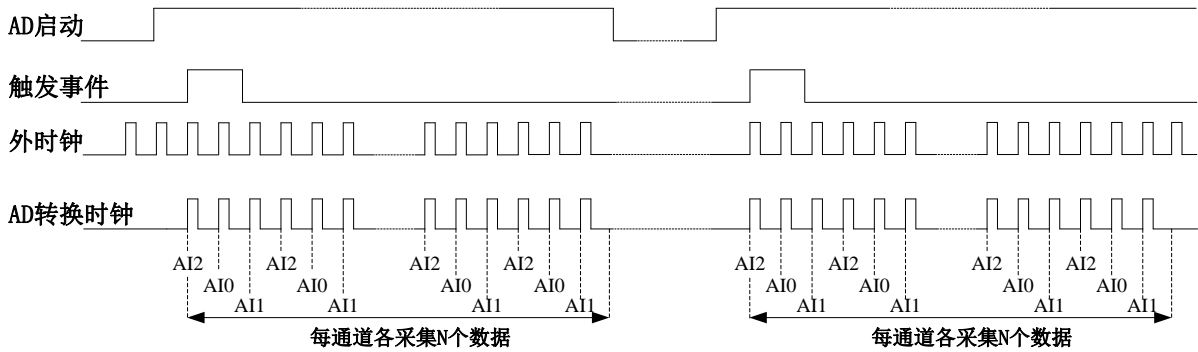 AD启动
触发事件
外时钟
AD转换时钟
AI2 AI2 AI2 AI2 AI2 AI2 AI2 AI2
AI0 AI0 AI0 AI0 AI0 AI0 AI0 AI0
AI1 AI1 AI1 AI1 AI1 AI1 AI1 AI1
每通道各采集N个数据 每通道各采集N个数据